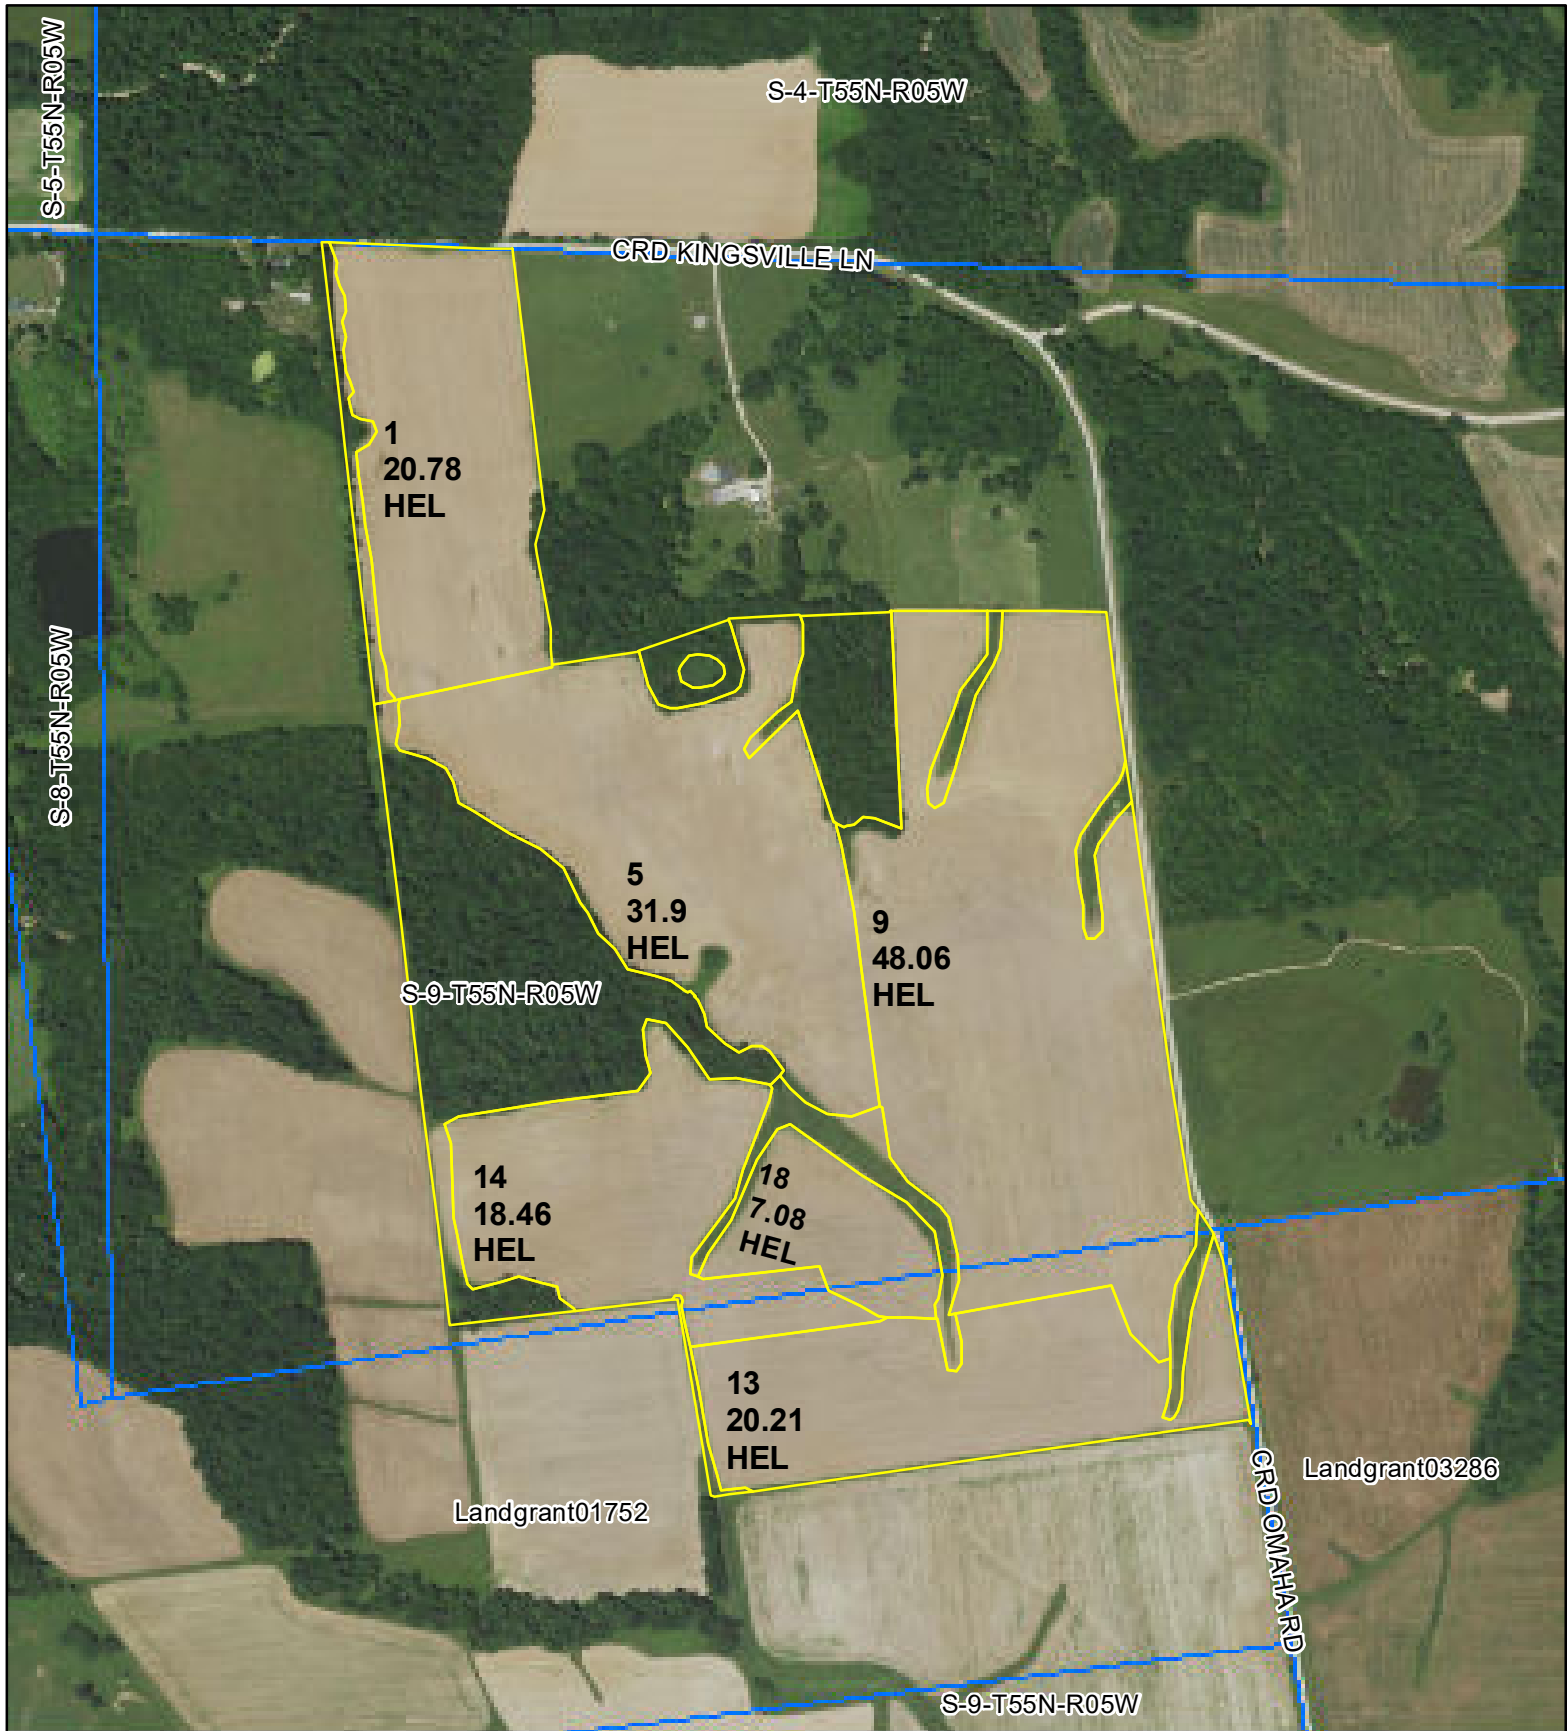 S-5-T55N-R05W
S-4-T55N-R05W
CRD KINGSVILLE LN
1
20.78
HEL
S-8-T55N-R05W
5
31.9
HEL
9
48.06
HEL
S-9-T55N-R05W
14
18.46
HEL
18
7.08
HEL
13
20.21
HEL
Landgrant01752
Landgrant03286
CRD OMAHA RD
S-9-T55N-R05W